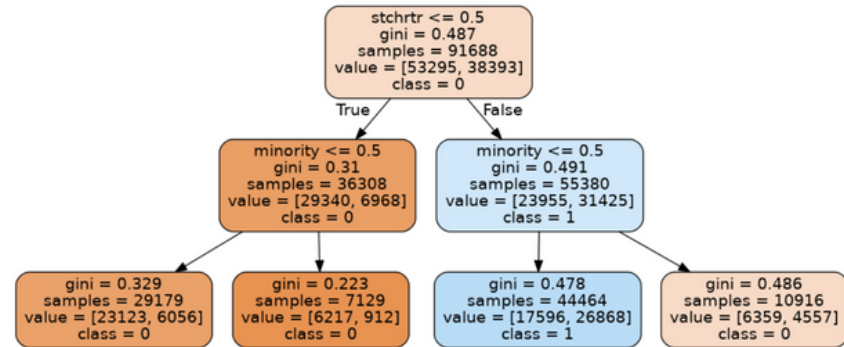 stchrtr <= 0.5
gini = 0.487
samples = 91688
value = [53295, 38393]
class = 0
True
False
minority <= 0.5
gini = 0.31
samples = 36308
value = [29340, 6968]
class = 0
minority <= 0.5
gini = 0.491
samples = 55380
value = [23955, 31425]
class = 1
gini = 0.329
samples = 29179
value = [23123, 6056]
class = 0
gini = 0.223
samples = 7129
value = [6217, 912]
class = 0
gini = 0.478
samples = 44464
value = [17596, 26868]
class = 1
gini = 0.486
samples = 10916
value = [6359, 4557]
class = 0